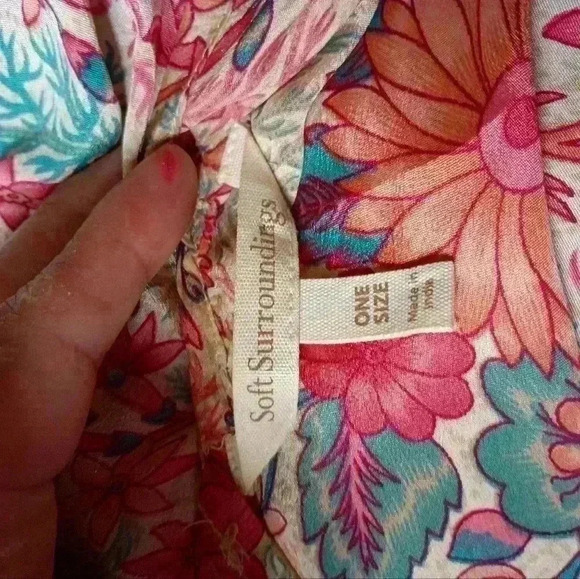 Soft Surroundings
ONE
SIZE
Made in
India